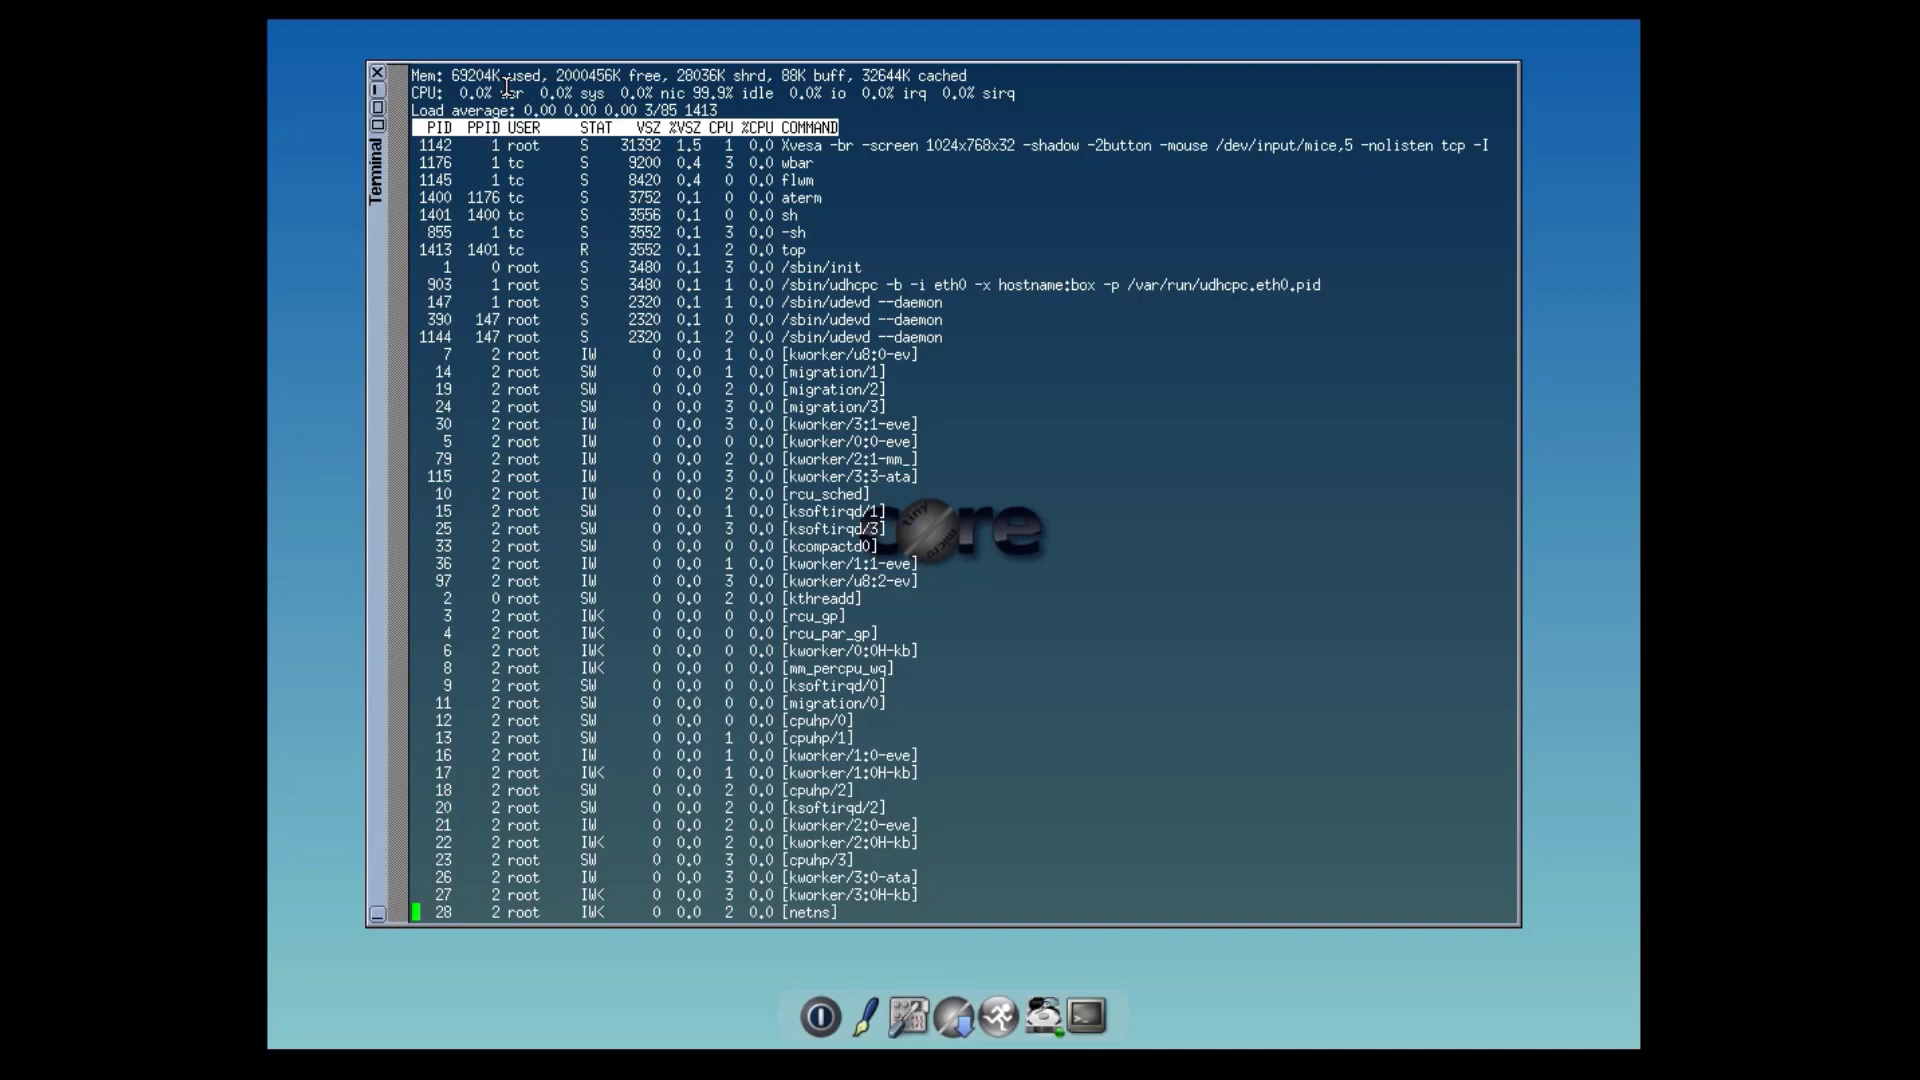 Mem: 69204K used, 2000456K free, 28036K shrd, 88K buff, 32644K cached
CPU:  0.0% usr  0.0% sys  0.0% nic 99.9% idle  0.0% io  0.0% irq  0.0% sirq
Load average: 0.00 0.00 0.00 3/85 1413
PID  PPID USER     STAT   VSZ %VSZ CPU %CPU COMMAND
1142     1 root     S    31392  1.5   1  0.0 Xvesa -br -screen 1024x768x32 -shadow -2button -mouse /dev/input/mice,5 -nolisten tcp -I
1176     1 tc       S     9200  0.4   3  0.0 wbar
1145     1 tc       S     8420  0.4   0  0.0 flwm
1400  1176 tc       S     3752  0.1   0  0.0 aterm
1401  1400 tc       S     3556  0.1   0  0.0 sh
855     1 tc       S     3552  0.1   3  0.0 -sh
1413  1401 tc       R     3552  0.1   2  0.0 top
1     0 root     S     3480  0.1   3  0.0 /sbin/init
903     1 root     S     3480  0.1   1  0.0 /sbin/udhcpc -b -i eth0 -x hostname:box -p /var/run/udhcpc.eth0.pid
147     1 root     S     2320  0.1   1  0.0 /sbin/udevd --daemon
390   147 root     S     2320  0.1   0  0.0 /sbin/udevd --daemon
1144   147 root     S     2320  0.1   2  0.0 /sbin/udevd --daemon
7     2 root     IW       0  0.0   1  0.0 [kworker/u8:0-ev]
14     2 root     SW       0  0.0   1  0.0 [migration/1]
19     2 root     SW       0  0.0   2  0.0 [migration/2]
24     2 root     SW       0  0.0   3  0.0 [migration/3]
30     2 root     IW       0  0.0   3  0.0 [kworker/3:1-eve]
5     2 root     IW       0  0.0   0  0.0 [kworker/0:0-eve]
79     2 root     IW       0  0.0   2  0.0 [kworker/2:1-mm_]
115     2 root     IW       0  0.0   3  0.0 [kworker/3:3-ata]
10     2 root     IW       0  0.0   2  0.0 [rcu_sched]
15     2 root     SW       0  0.0   1  0.0 [ksoftirqd/1]
25     2 root     SW       0  0.0   3  0.0 [ksoftirqd/3]
33     2 root     SW       0  0.0   0  0.0 [kcompactd0]
36     2 root     IW       0  0.0   1  0.0 [kworker/1:1-eve]
97     2 root     IW       0  0.0   3  0.0 [kworker/u8:2-ev]
2     0 root     SW       0  0.0   2  0.0 [kthreadd]
3     2 root     IW<      0  0.0   0  0.0 [rcu_gp]
4     2 root     IW<      0  0.0   0  0.0 [rcu_par_gp]
6     2 root     IW<      0  0.0   0  0.0 [kworker/0:0H-kb]
8     2 root     IW<      0  0.0   0  0.0 [mm_percpu_wq]
9     2 root     SW       0  0.0   0  0.0 [ksoftirqd/0]
11     2 root     SW       0  0.0   0  0.0 [migration/0]
12     2 root     SW       0  0.0   0  0.0 [cpuhp/0]
13     2 root     SW       0  0.0   1  0.0 [cpuhp/1]
16     2 root     IW       0  0.0   1  0.0 [kworker/1:0-eve]
17     2 root     IW<      0  0.0   1  0.0 [kworker/1:0H-kb]
18     2 root     SW       0  0.0   2  0.0 [cpuhp/2]
20     2 root     SW       0  0.0   2  0.0 [ksoftirqd/2]
21     2 root     IW       0  0.0   2  0.0 [kworker/2:0-eve]
22     2 root     IW<      0  0.0   2  0.0 [kworker/2:0H-kb]
23     2 root     SW       0  0.0   3  0.0 [cpuhp/3]
26     2 root     IW       0  0.0   3  0.0 [kworker/3:0-ata]
27     2 root     IW<      0  0.0   3  0.0 [kworker/3:0H-kb]
28     2 root     IW<      0  0.0   2  0.0 [netns]
Terminal
core
tiny
micro